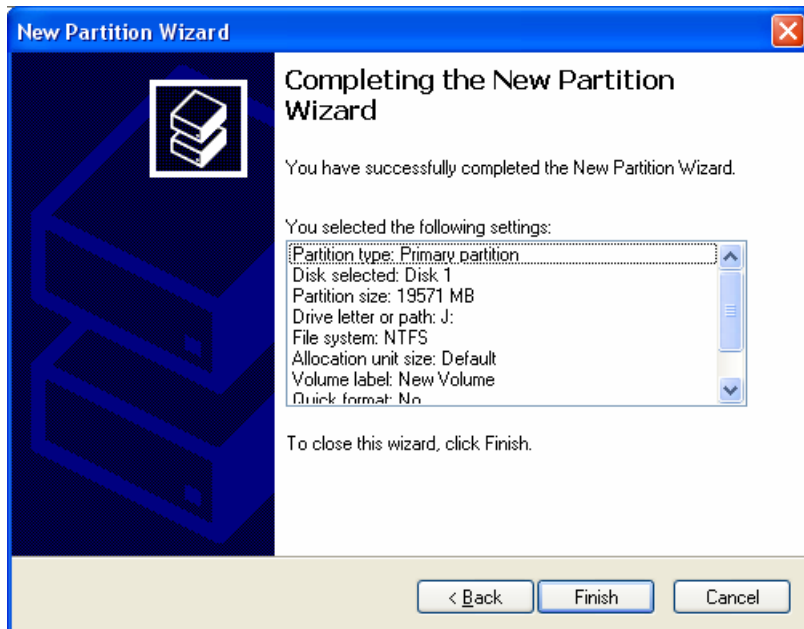 New Partition Wizard
Completing the New Partition
Wizard
You have successfully completed the New Partition Wizard.
You selected the following settings:
Partition type: Primary partition
Disk selected: Disk 1
Partition size: 19571 MB
Drive letter or path: J:
File system: NTFS
Allocation unit size: Default
Volume label: New Volume
Quick format: No
To close this wizard, click Finish.
< Back
Finish
Cancel